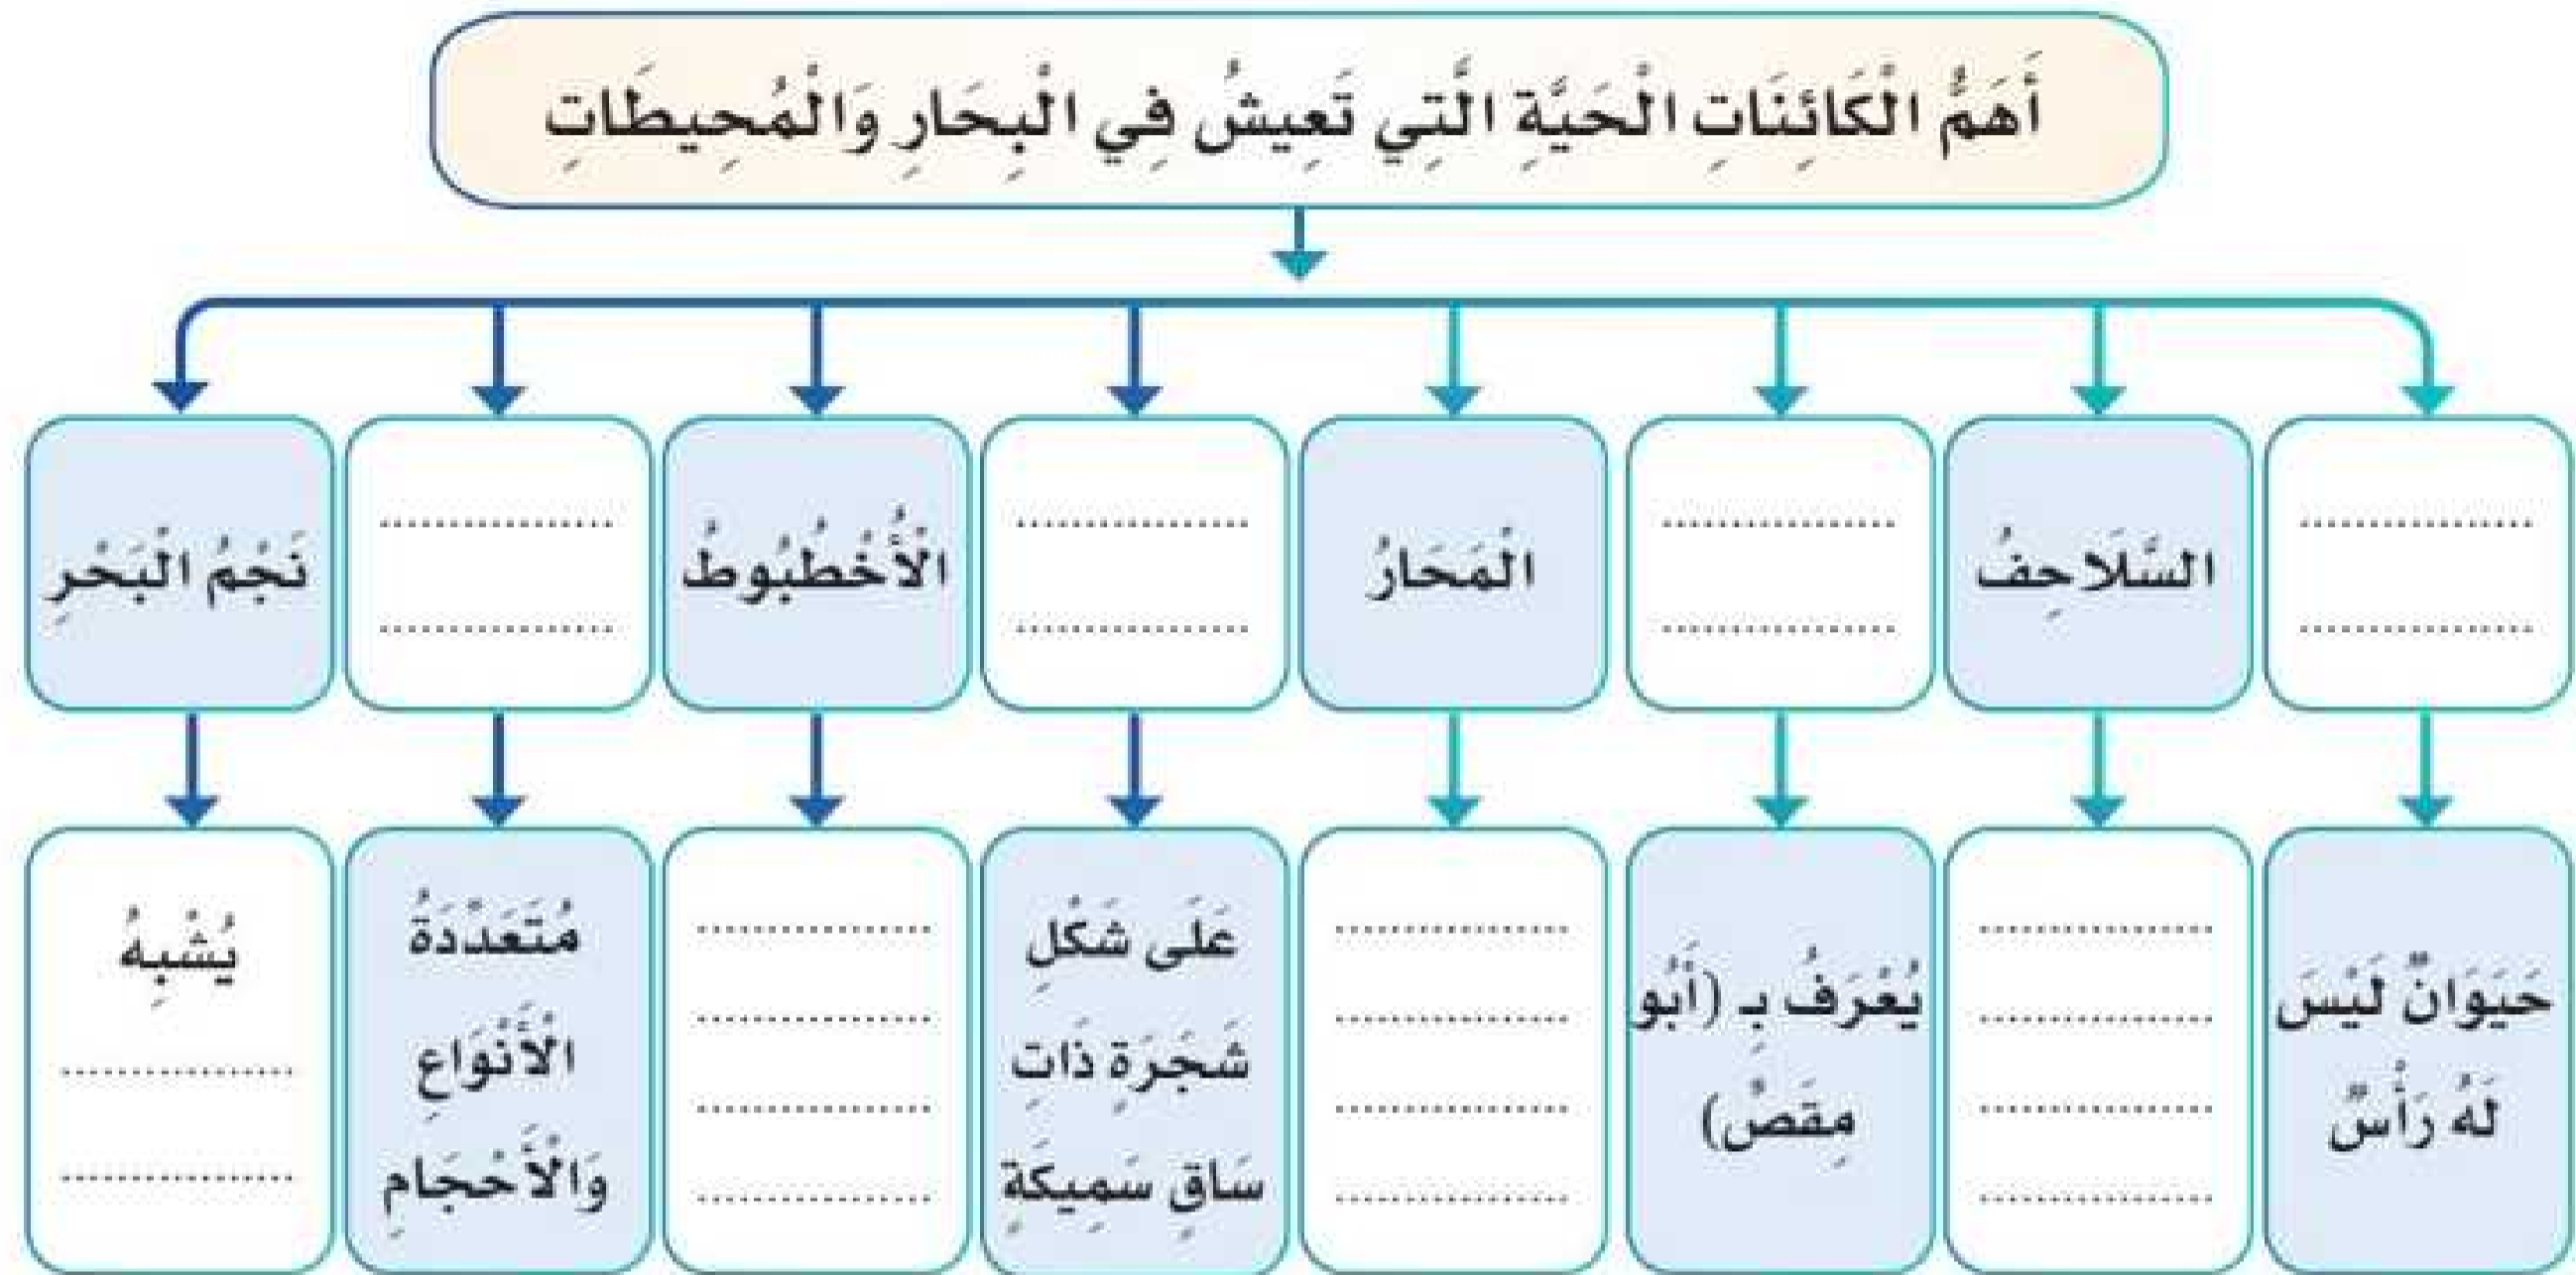 أَهَمُّ الْكَائِنَاتِ الْحَيَّةِ الَّتِي تَعِيشُ فِي الْبِحَارِ وَالْمُحِيطَاتِ
السَّلَاحِفُ
الْمَحَارُ
الْأُخْطُبُوطُ
نَجْمُ الْبَحْرِ
حَيَوَانٌ لَيْسَ
لَهُ رَأْسٌ
يُعْرَفُ بِـ (أَبُو
مِقَصٍّ)
عَلَى شَكْلِ
شَجَرَةٍ ذَاتِ
سَاقٍ سَمِيكَةٍ
مُتَعَدِّدَةُ
الْأَنْوَاعِ
وَالْأَحْجَامِ
يُشْبِهُ